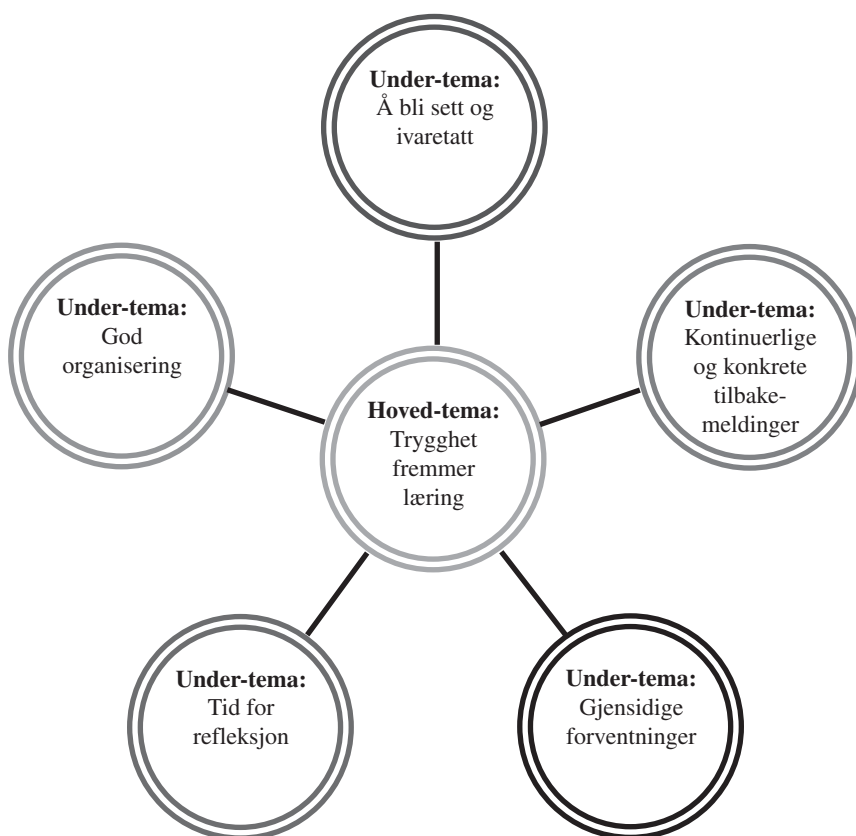 Under-tema:
Å bli sett og
ivaretatt
Under-tema:
God
organisering
Under-tema:
Kontinuerlige
og konkrete
tilbake-
meldinger
Hoved-tema:
Trygghet
fremmer
læring
Under-tema:
Tid for
refleksjon
Under-tema:
Gjensidige
forventninger